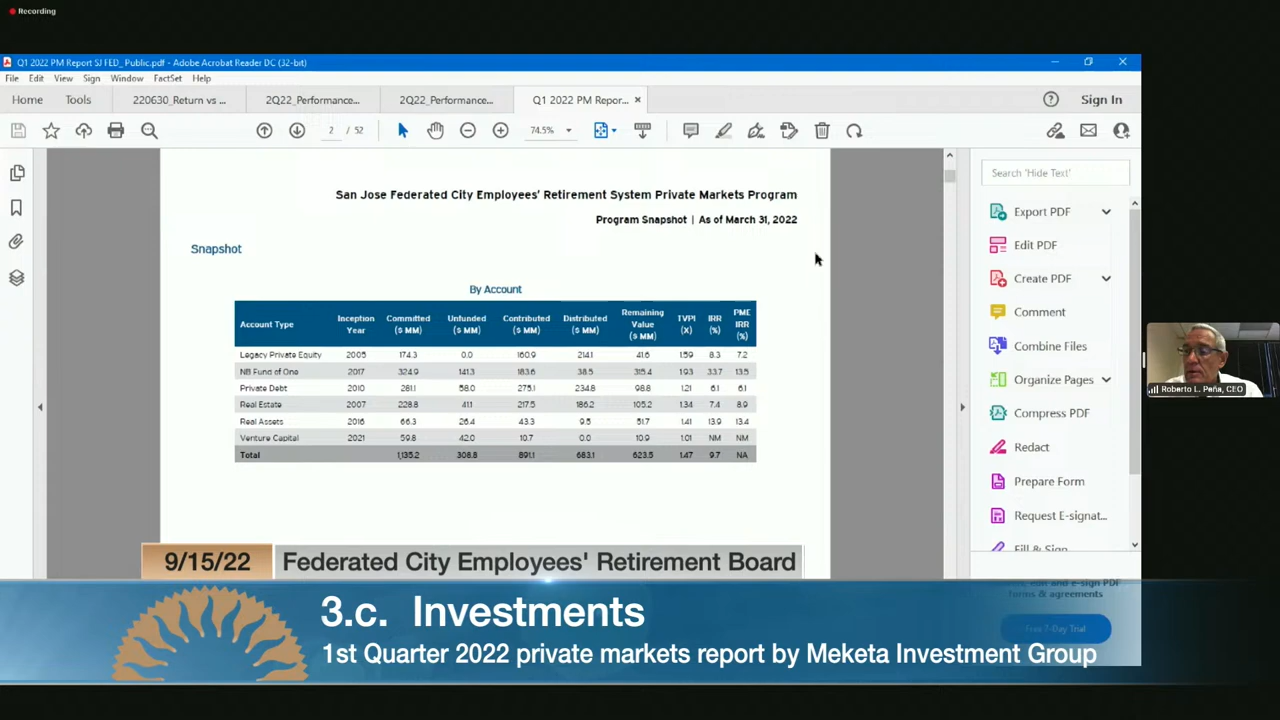 Recording
Q1 2022 PM Report SJ FED_ Public.pdf - Adobe Acrobat Reader DC (32-bit)
File Edit View Sign Window FactSet Help
Home Tools 220630_Return vs ... 2Q22_Performance... 2Q22_Performance... Q1 2022 PM Repor... × Sign In
2 / 52 74.5%
San Jose Federated City Employees' Retirement System Private Markets Program
Program Snapshot | As of March 31, 2022
Snapshot
By Account
Account Type Inception Year Committed ($ MM) Unfunded ($ MM) Contributed ($ MM) Distributed ($ MM) Remaining Value ($ MM) TVPI (X) IRR (%) PME IRR (%)
Legacy Private Equity 2005 174.3 0.0 160.9 214.1 41.6 1.59 8.3 7.2
NB Fund of One 2017 324.9 141.3 183.6 38.5 315.4 1.93 33.7 13.5
Private Debt 2010 281.1 58.0 275.1 234.8 98.8 1.21 6.1 6.1
Real Estate 2007 228.8 41.1 217.5 186.2 105.2 1.34 7.4 8.9
Real Assets 2016 66.3 26.4 43.3 9.5 51.7 1.41 13.9 13.4
Venture Capital 2021 59.8 42.0 10.7 0.0 10.9 1.01 NM NM
Total 1,135.2 308.8 891.1 683.1 623.5 1.47 9.7 NA
Search 'Hide Text'
Export PDF
Edit PDF
Create PDF
Comment
Combine Files
Organize Pages
Compress PDF
Redact
Prepare Form
Request E-signat...
Fill & Sign
forms & agreements
Free 7-Day Trial
Roberto L. Peña, CEO
9/15/22 Federated City Employees' Retirement Board
3.c. Investments
1st Quarter 2022 private markets report by Meketa Investment Group